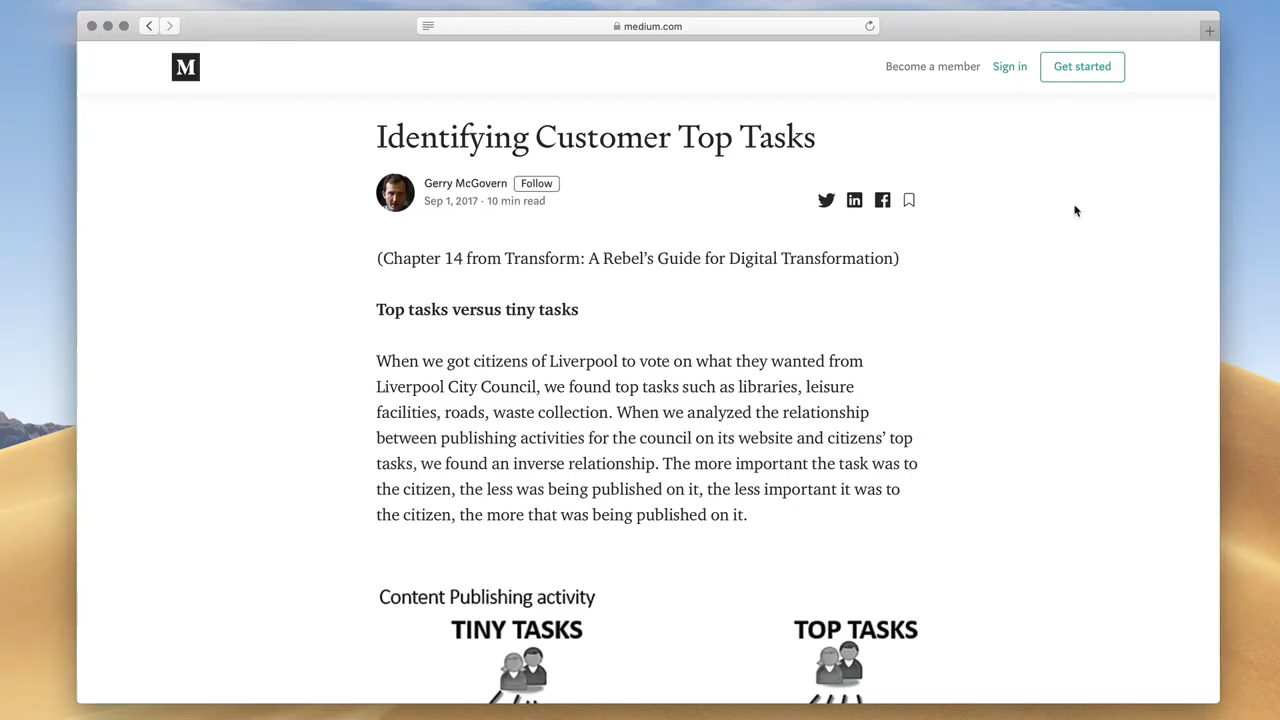 medium.com
M
Become a member Sign in Get started
Identifying Customer Top Tasks
Gerry McGovern Follow
Sep 1, 2017 · 10 min read
(Chapter 14 from Transform: A Rebel’s Guide for Digital Transformation)
Top tasks versus tiny tasks
When we got citizens of Liverpool to vote on what they wanted from
Liverpool City Council, we found top tasks such as libraries, leisure
facilities, roads, waste collection. When we analyzed the relationship
between publishing activities for the council on its website and citizens’ top
tasks, we found an inverse relationship. The more important the task was to
the citizen, the less was being published on it, the less important it was to
the citizen, the more that was being published on it.
Content Publishing activity
TINY TASKS TOP TASKS